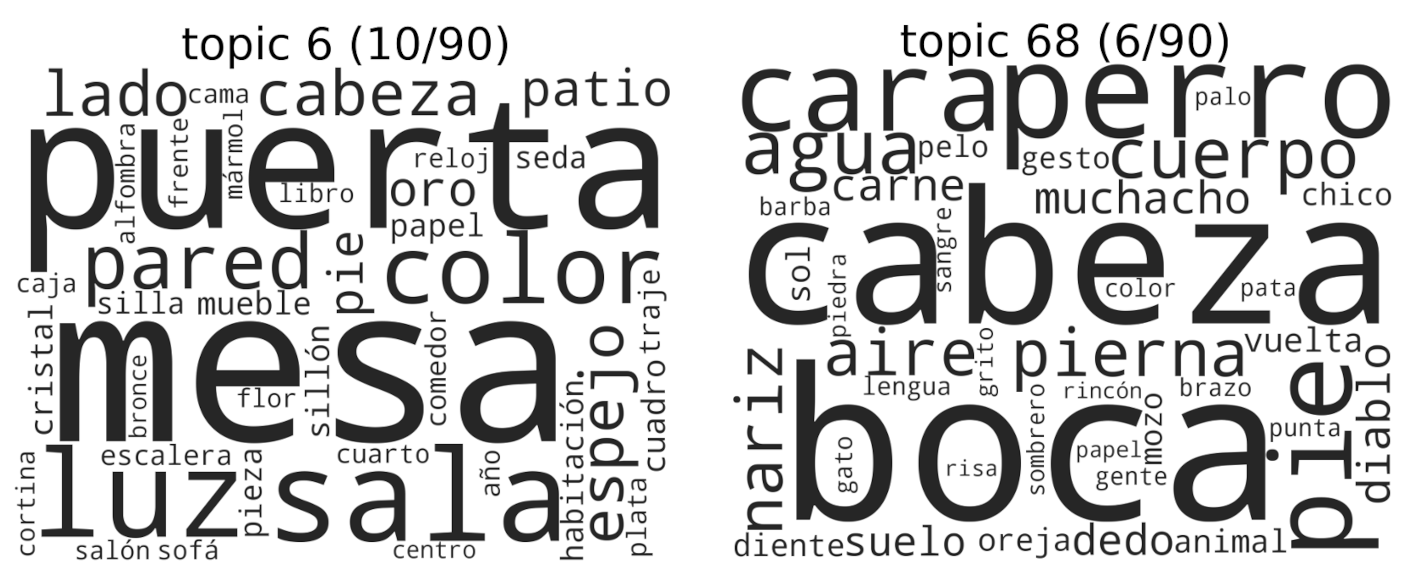 topic 6 (10/90)
lado
cama
cabeza
patio
puerta
alfombra
frente
mármol
reloj
seda
libro
oro
papel
pared
pie
color
caja
silla
mueble
traje
cristal
mesa
bronce
flor
sillón
comedor
espejo
cuadro
cortina
luz
escalera
pieza
sala
cuarto
año
habitación
plata
salón
sofá
centro
topic 68 (6/90)
cara
perro
palo
agua
pelo
gesto
cuerpo
carne
muchacho
chico
barba
cabeza
sol
piedra
sangre
color
pata
aire
pierna
vuelta
nariz
lengua
grito
rincón
brazo
pie
diablo
boca
gato
risa
sombrero
papel
gente
mozo
punta
diente
suelo
oreja
dedo
animal